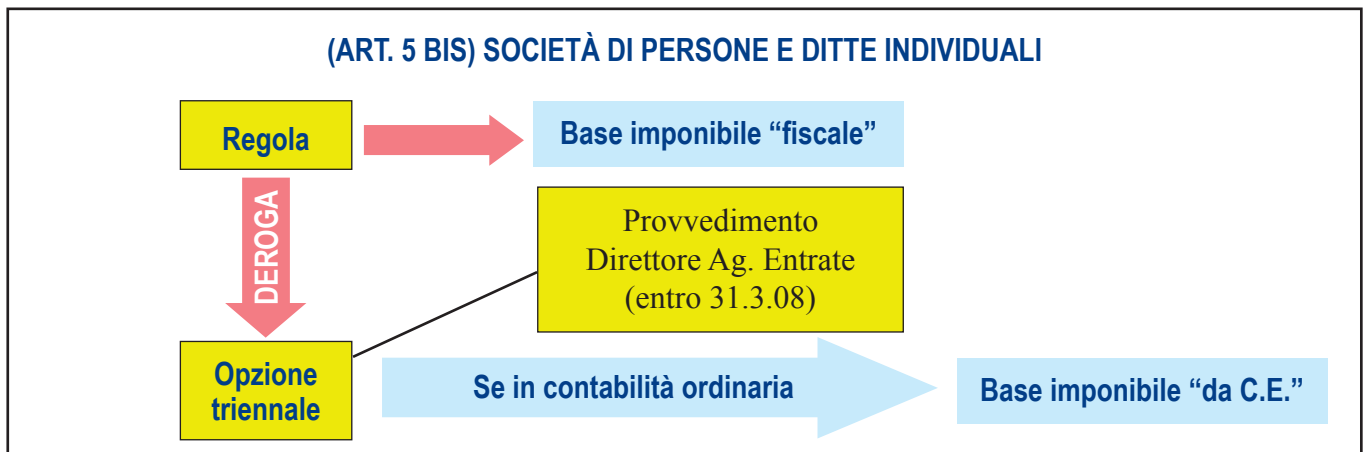 (ART. 5 BIS) SOCIETÀ DI PERSONE E DITTE INDIVIDUALI
Regola
Base imponibile “fiscale”
DEROGA
Provvedimento
Direttore Ag. Entrate
(entro 31.3.08)
Opzione
triennale
Se in contabilità ordinaria
Base imponibile “da C.E.”